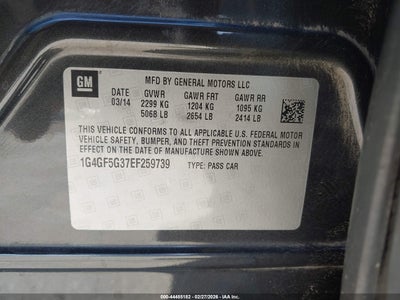 GM
MFD BY GENERAL MOTORS LLC
03/14 GVWR GAWR FRT GAWR RR
2299 KG 1204 KG 1095 KG
5068 LB 2654 LB 2414 LB
THIS VEHICLE CONFORMS TO ALL APPLICABLE U.S. FEDERAL MOTOR
VEHICLE SAFETY, BUMPER, AND THEFT PREVENTION STANDARDS
IN EFFECT ON THE DATE OF MANUFACTURE SHOWN ABOVE.
1G4GF5G37EF259739 TYPE: PASS CAR
000-44485182 02/27/2026 - IAA Inc.